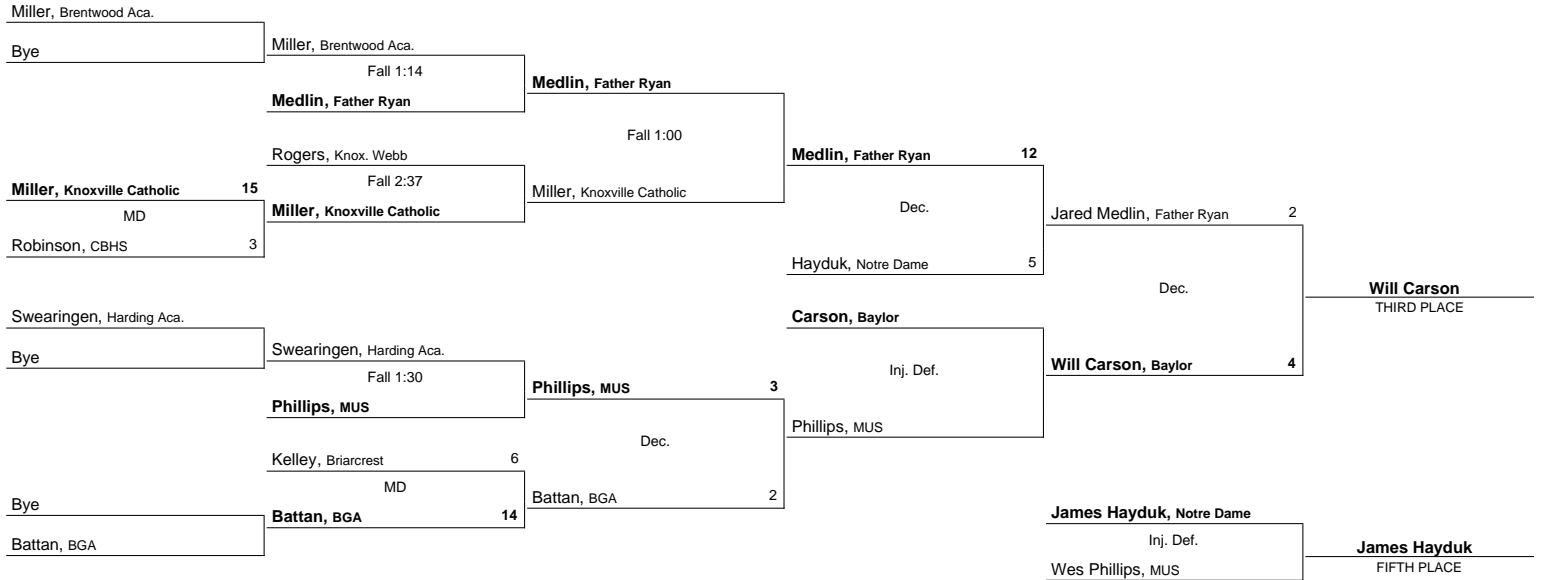 Miller, Brentwood Aca.
Bye
Miller, Brentwood Aca.
Fall 1:14
Medlin, Father Ryan
Medlin, Father Ryan
Fall 1:00
Rogers, Knox. Webb
Fall 2:37
Miller, Knoxville Catholic
Miller, Knoxville Catholic 15
MD
Robinson, CBHS 3
Miller, Knoxville Catholic
Medlin, Father Ryan 12
Dec.
Hayduk, Notre Dame 5
Jared Medlin, Father Ryan 2
Dec.
Will Carson
THIRD PLACE
Swearingen, Harding Aca.
Bye
Swearingen, Harding Aca.
Fall 1:30
Phillips, MUS
Phillips, MUS 3
Dec.
Kelley, Briarcrest 6
MD
Battan, BGA 14
Bye
Battan, BGA
Battan, BGA 2
Carson, Baylor
Inj. Def.
Phillips, MUS
Will Carson, Baylor 4
James Hayduk, Notre Dame
Inj. Def.
Wes Phillips, MUS
James Hayduk
FIFTH PLACE